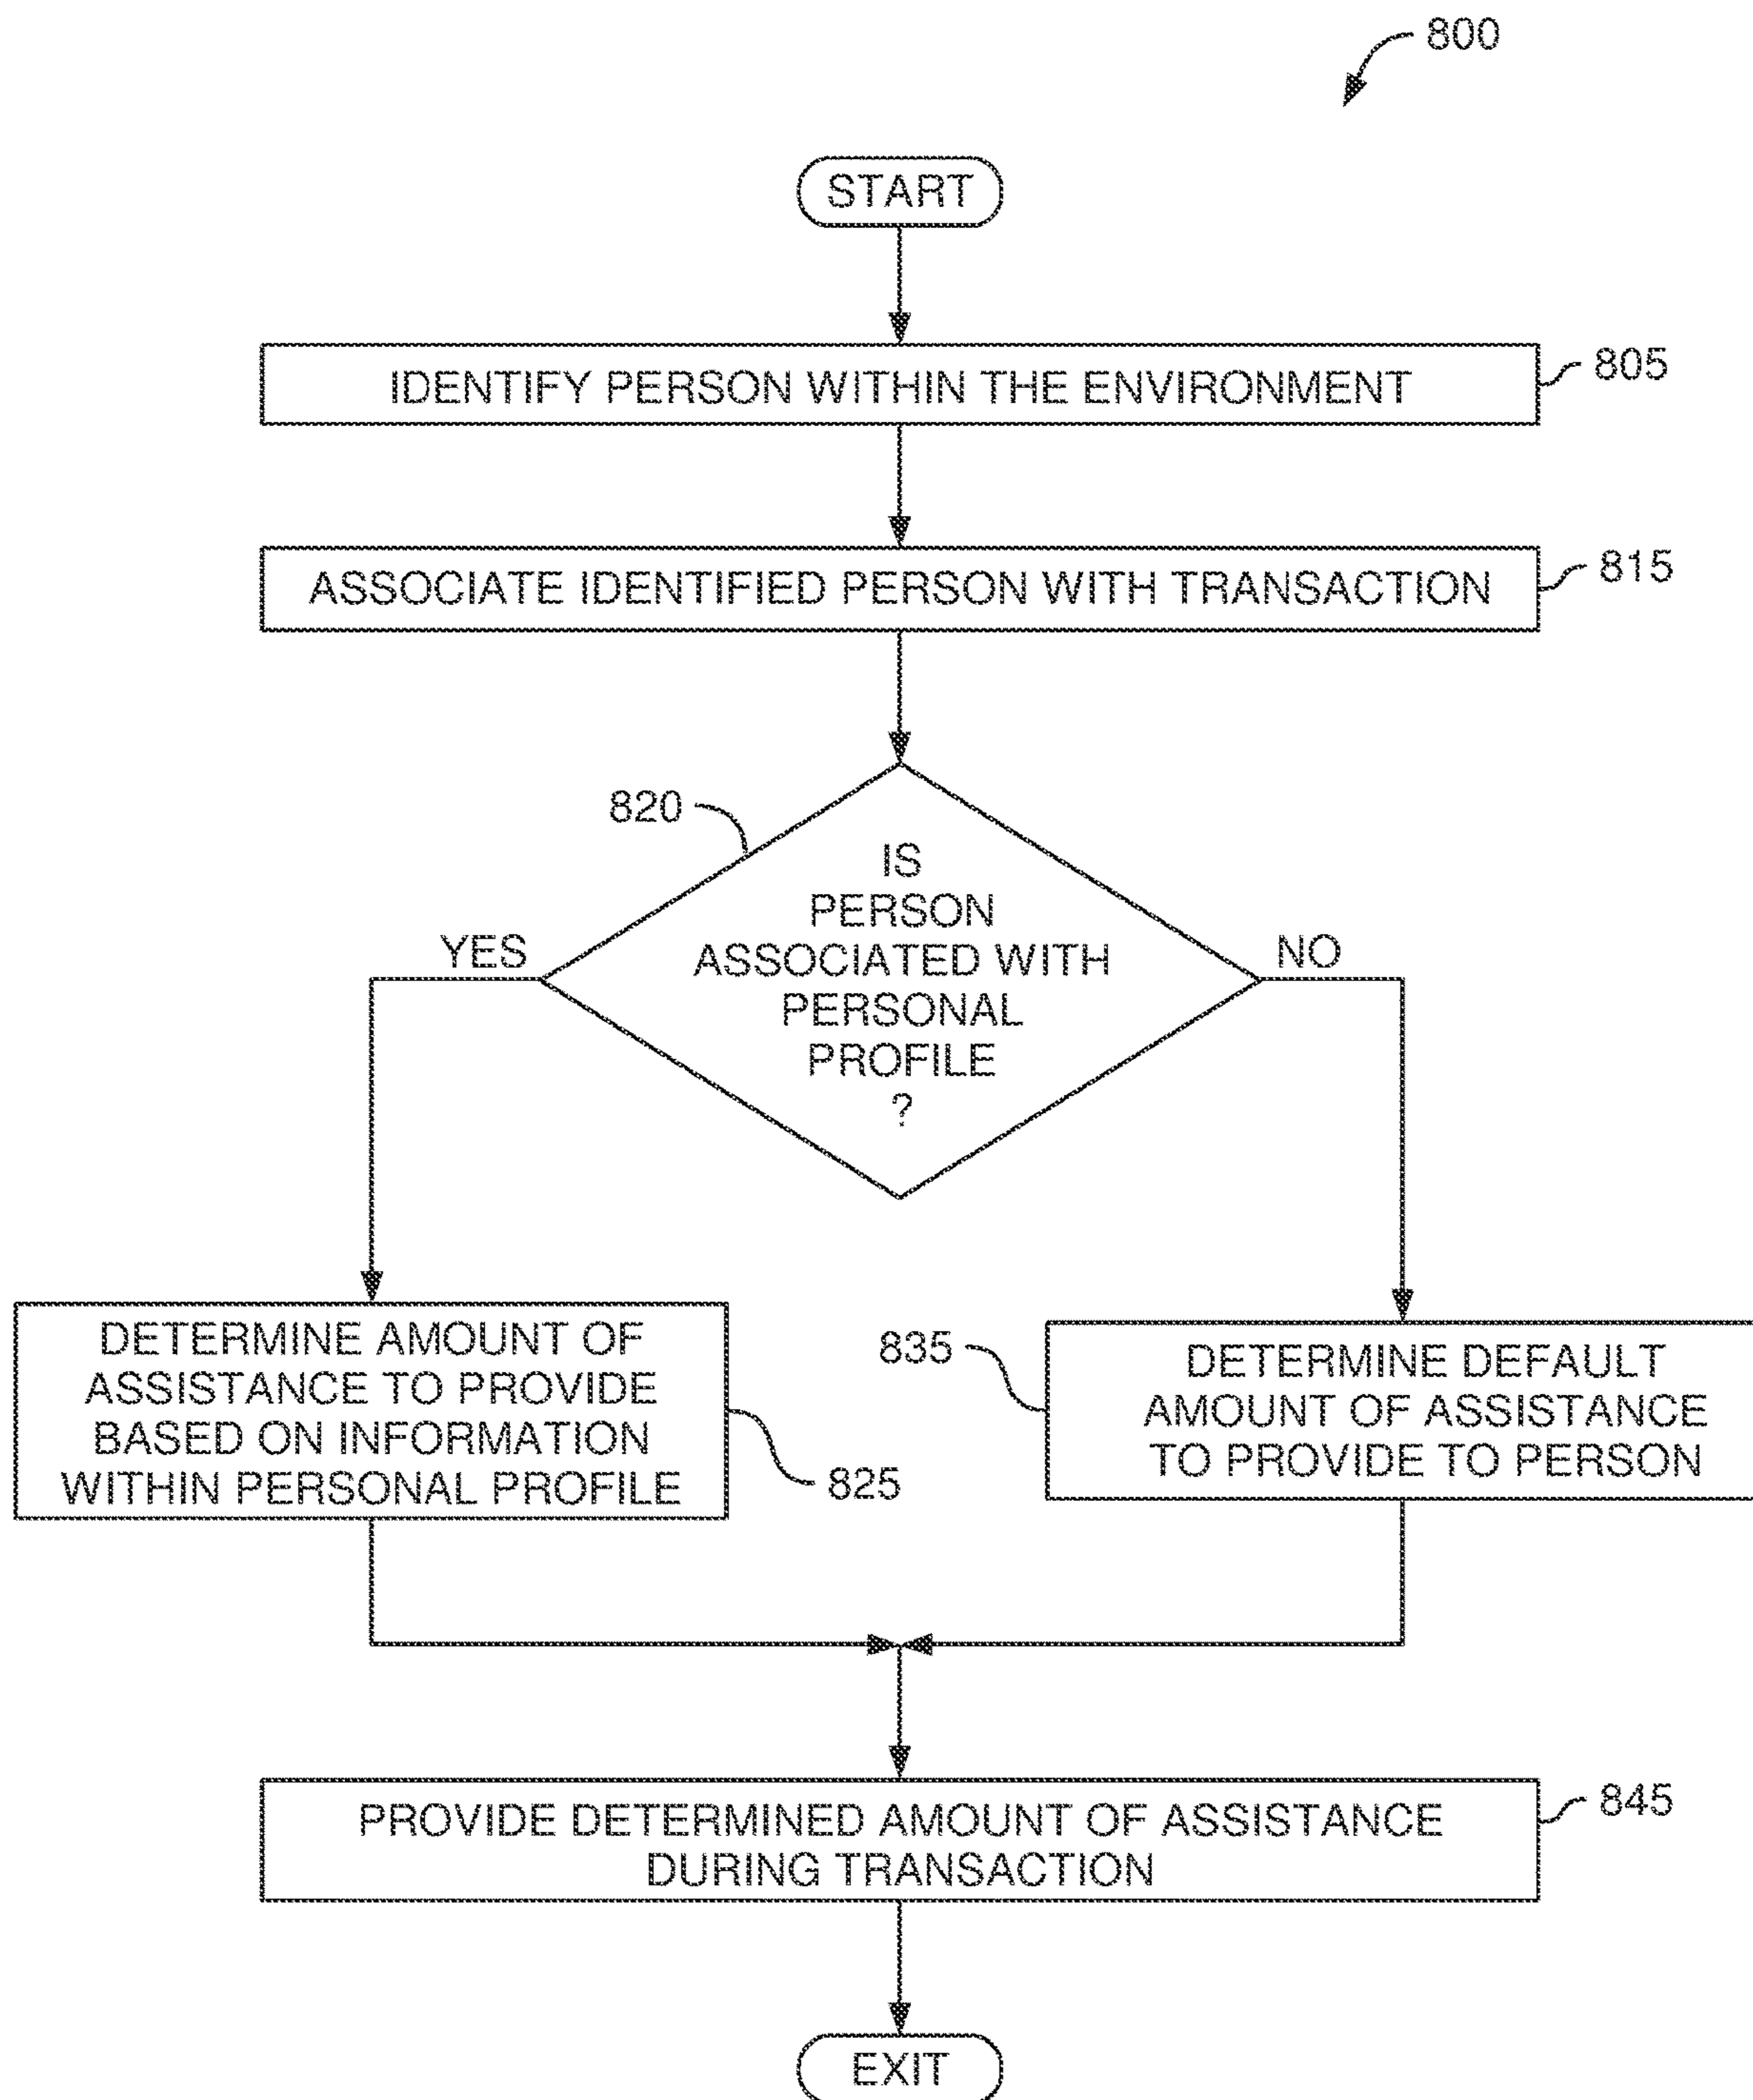 800
START
IDENTIFY PERSON WITHIN THE ENVIRONMENT
805
ASSOCIATE IDENTIFIED PERSON WITH TRANSACTION
815
820
IS
PERSON
ASSOCIATED WITH
PERSONAL
PROFILE
?
YES
NO
DETERMINE AMOUNT OF
ASSISTANCE TO PROVIDE
BASED ON INFORMATION
WITHIN PERSONAL PROFILE
825
835
DETERMINE DEFAULT
AMOUNT OF ASSISTANCE
TO PROVIDE TO PERSON
PROVIDE DETERMINED AMOUNT OF ASSISTANCE
DURING TRANSACTION
845
EXIT